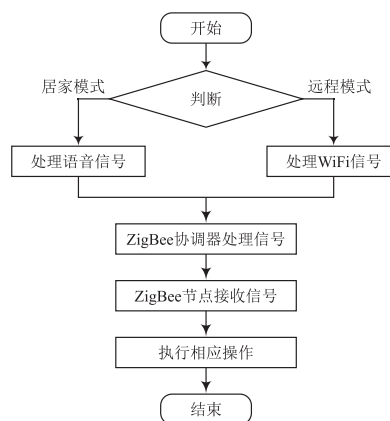 开始
居家模式
远程模式
判断
处理语音信号
处理WiFi信号
ZigBee协调器处理信号
ZigBee节点接收信号
执行相应操作
结束